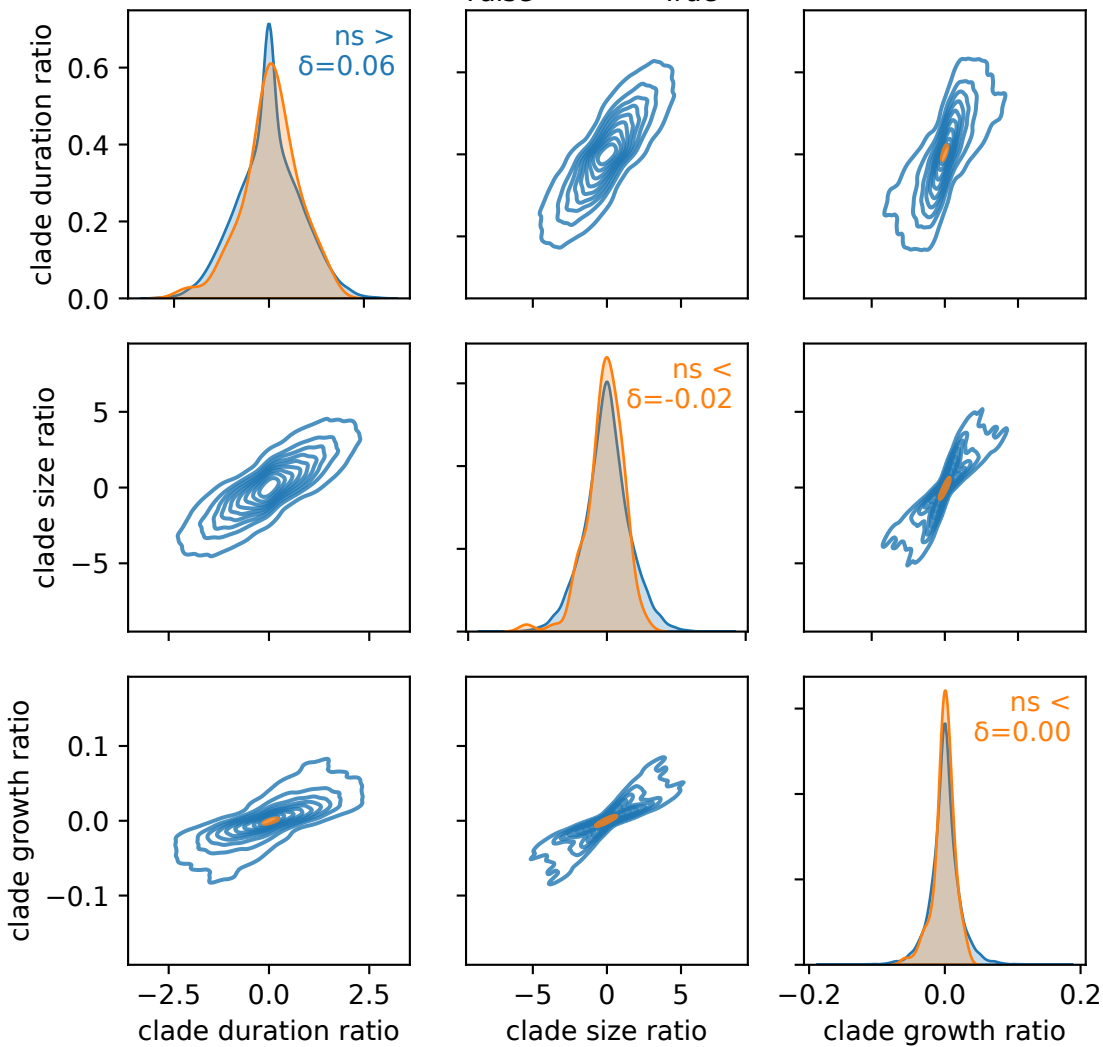 clade duration ratio
0.6
0.4
0.2
0.0
ns >
δ=0.06
clade size ratio
5
0
−5
ns <
δ=-0.02
clade growth ratio
0.1
0.0
−0.1
ns <
δ=0.00
−2.5 0.0 2.5
−5 0 5
−0.2 0.0 0.2
clade duration ratio
clade size ratio
clade growth ratio